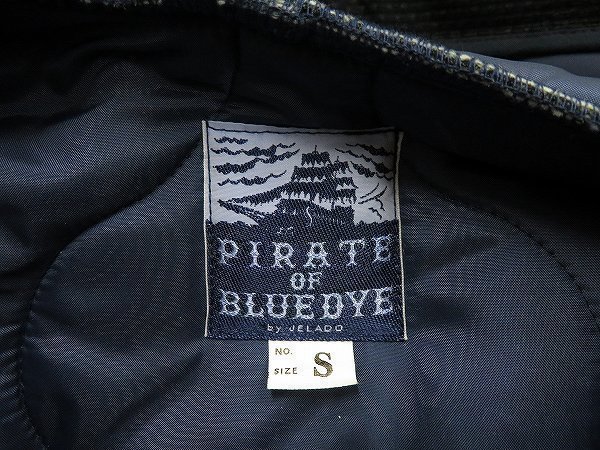 PIRATE
OF
BLUEDYE
by JELADO
NO.
SIZE S